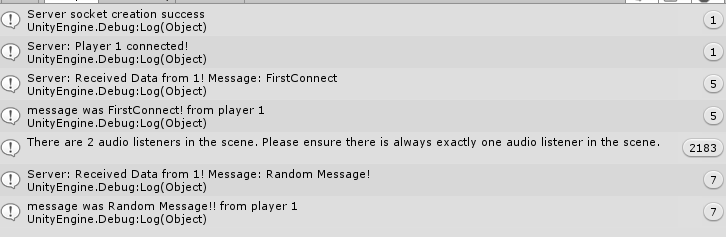 Server socket creation success
UnityEngine.Debug:Log(Object)
1
Server: Player 1 connected!
UnityEngine.Debug:Log(Object)
1
Server: Received Data from 1! Message: FirstConnect
UnityEngine.Debug:Log(Object)
5
message was FirstConnect! from player 1
UnityEngine.Debug:Log(Object)
5
There are 2 audio listeners in the scene. Please ensure there is always exactly one audio listener in the scene.
2183
Server: Received Data from 1! Message: Random Message!
UnityEngine.Debug:Log(Object)
7
message was Random Message!! from player 1
UnityEngine.Debug:Log(Object)
7